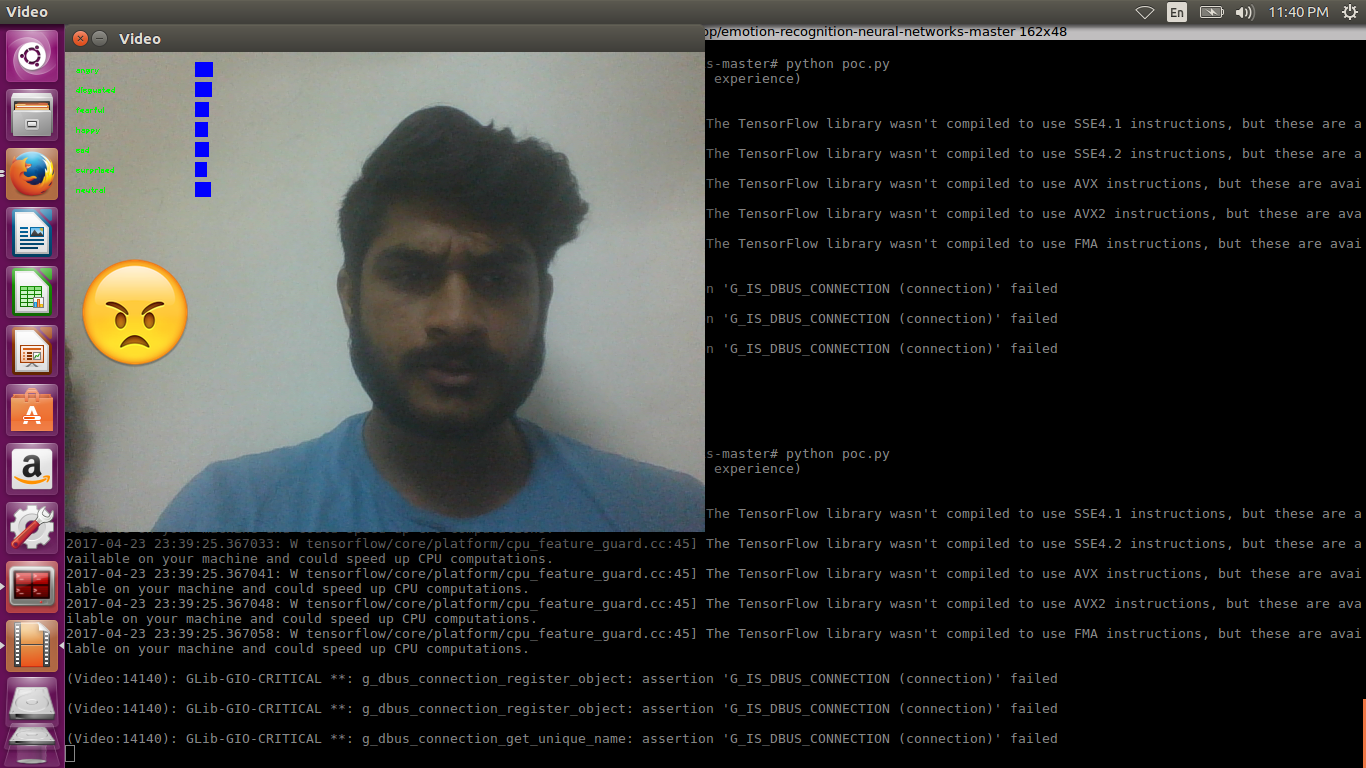 Video
En
11:40 PM
Video
pp/emotion-recognition-neural-networks-master 162x48
s-master# python poc.py
experience)
The TensorFlow library wasn't compiled to use SSE4.1 instructions, but these are a
The TensorFlow library wasn't compiled to use SSE4.2 instructions, but these are a
The TensorFlow library wasn't compiled to use AVX instructions, but these are avai
The TensorFlow library wasn't compiled to use AVX2 instructions, but these are ava
The TensorFlow library wasn't compiled to use FMA instructions, but these are avai
n 'G_IS_DBUS_CONNECTION (connection)' failed
n 'G_IS_DBUS_CONNECTION (connection)' failed
n 'G_IS_DBUS_CONNECTION (connection)' failed
s-master# python poc.py
experience)
The TensorFlow library wasn't compiled to use SSE4.1 instructions, but these are a
2017-04-23 23:39:25.367033: W tensorflow/core/platform/cpu_feature_guard.cc:45] The TensorFlow library wasn't compiled to use SSE4.2 instructions, but these are a
vailable on your machine and could speed up CPU computations.
2017-04-23 23:39:25.367041: W tensorflow/core/platform/cpu_feature_guard.cc:45] The TensorFlow library wasn't compiled to use AVX instructions, but these are avai
lable on your machine and could speed up CPU computations.
2017-04-23 23:39:25.367048: W tensorflow/core/platform/cpu_feature_guard.cc:45] The TensorFlow library wasn't compiled to use AVX2 instructions, but these are ava
ilable on your machine and could speed up CPU computations.
2017-04-23 23:39:25.367058: W tensorflow/core/platform/cpu_feature_guard.cc:45] The TensorFlow library wasn't compiled to use FMA instructions, but these are avai
lable on your machine and could speed up CPU computations.
(Video:14140): GLib-GIO-CRITICAL **: g_dbus_connection_register_object: assertion 'G_IS_DBUS_CONNECTION (connection)' failed
(Video:14140): GLib-GIO-CRITICAL **: g_dbus_connection_register_object: assertion 'G_IS_DBUS_CONNECTION (connection)' failed
(Video:14140): GLib-GIO-CRITICAL **: g_dbus_connection_get_unique_name: assertion 'G_IS_DBUS_CONNECTION (connection)' failed